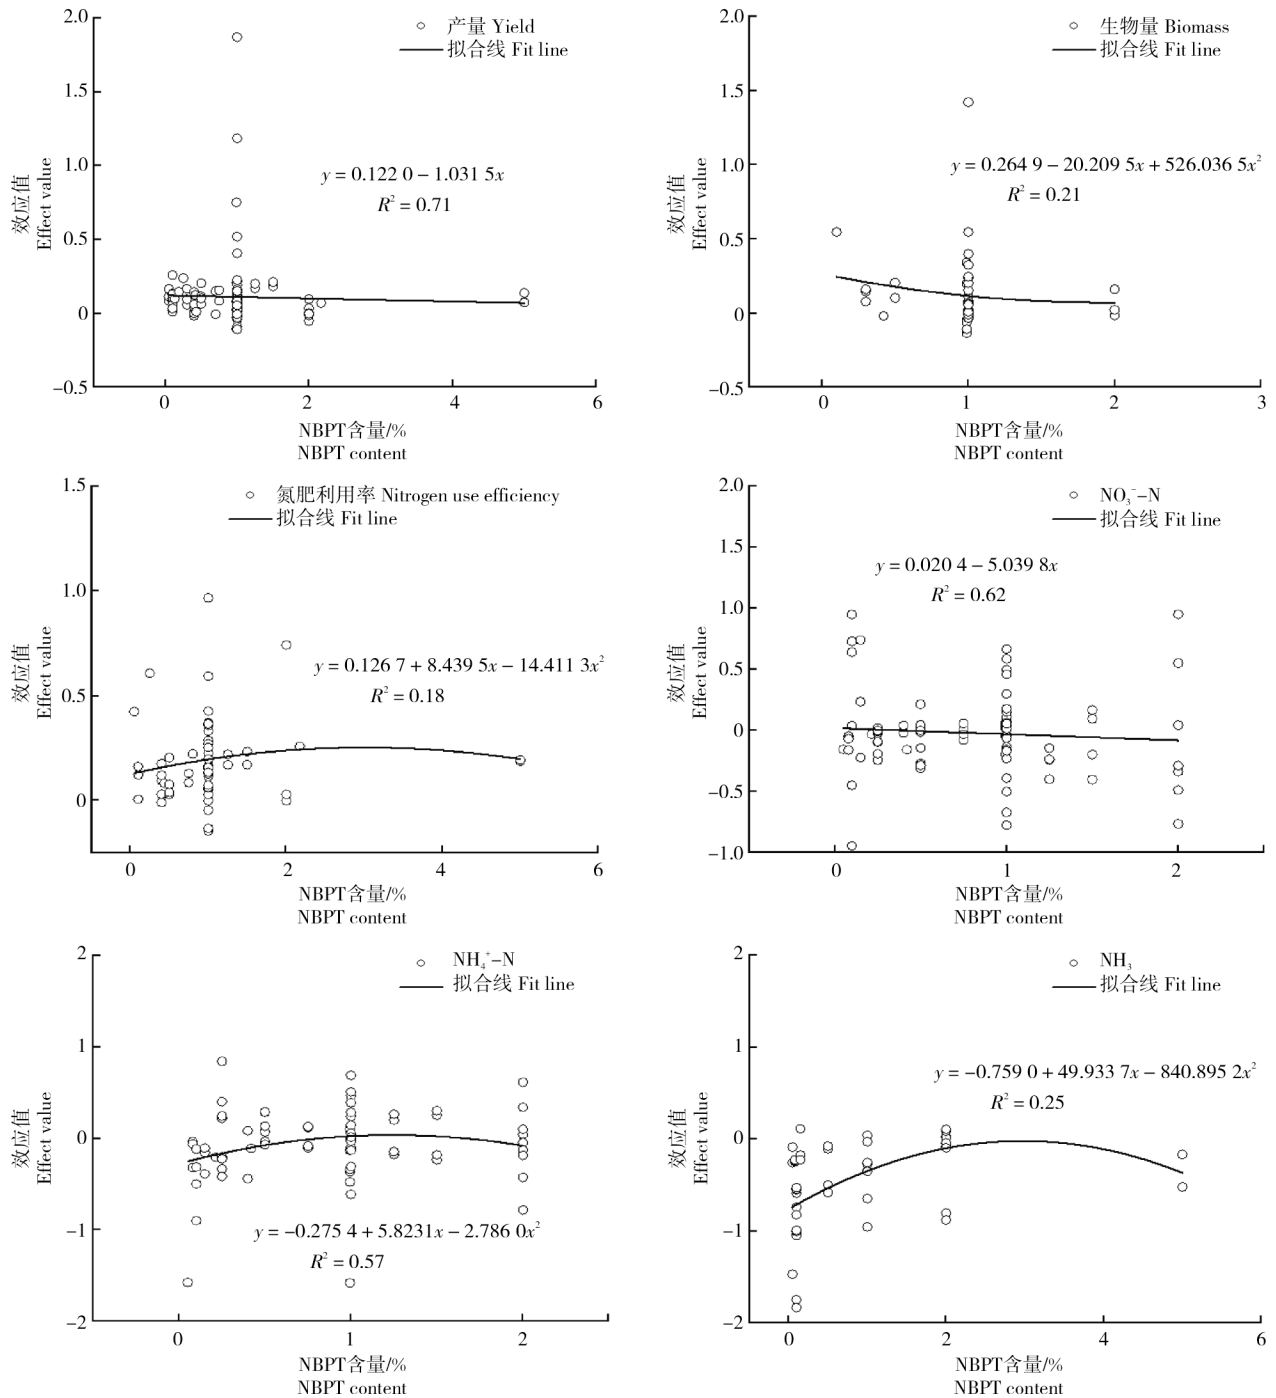 2.0
1.5
1.0
0.5
0
−0.5
产量 Yield
拟合线 Fit line
y = 0.122 0 − 1.031 5x
R² = 0.71
效应值
Effect value
0 2 4 6
NBPT含量/%
NBPT content
2.0
1.5
1.0
0.5
0
−0.5
生物量 Biomass
拟合线 Fit line
y = 0.264 9 − 20.209 5x + 526.036 5x²
R² = 0.21
效应值
Effect value
0 1 2 3
NBPT含量/%
NBPT content
1.5
1.0
0.5
0
氮肥利用率 Nitrogen use efficiency
拟合线 Fit line
y = 0.126 7 + 8.439 5x − 14.411 3x²
R² = 0.18
效应值
Effect value
0 2 4 6
NBPT含量/%
NBPT content
2.0
1.5
1.0
0.5
0
−0.5
−1.0
NO₃⁻−N
拟合线 Fit line
y = 0.020 4 − 5.039 8x
R² = 0.62
效应值
Effect value
0 1 2
NBPT含量/%
NBPT content
2
1
0
−1
−2
NH₄⁺−N
拟合线 Fit line
y = −0.275 4 + 5.8231x − 2.786 0x²
R² = 0.57
效应值
Effect value
0 1 2
NBPT含量/%
NBPT content
2
1
0
−1
−2
NH₃
拟合线 Fit line
y = −0.759 0 + 49.933 7x − 840.895 2x²
R² = 0.25
效应值
Effect value
0 2 4 6
NBPT含量/%
NBPT content